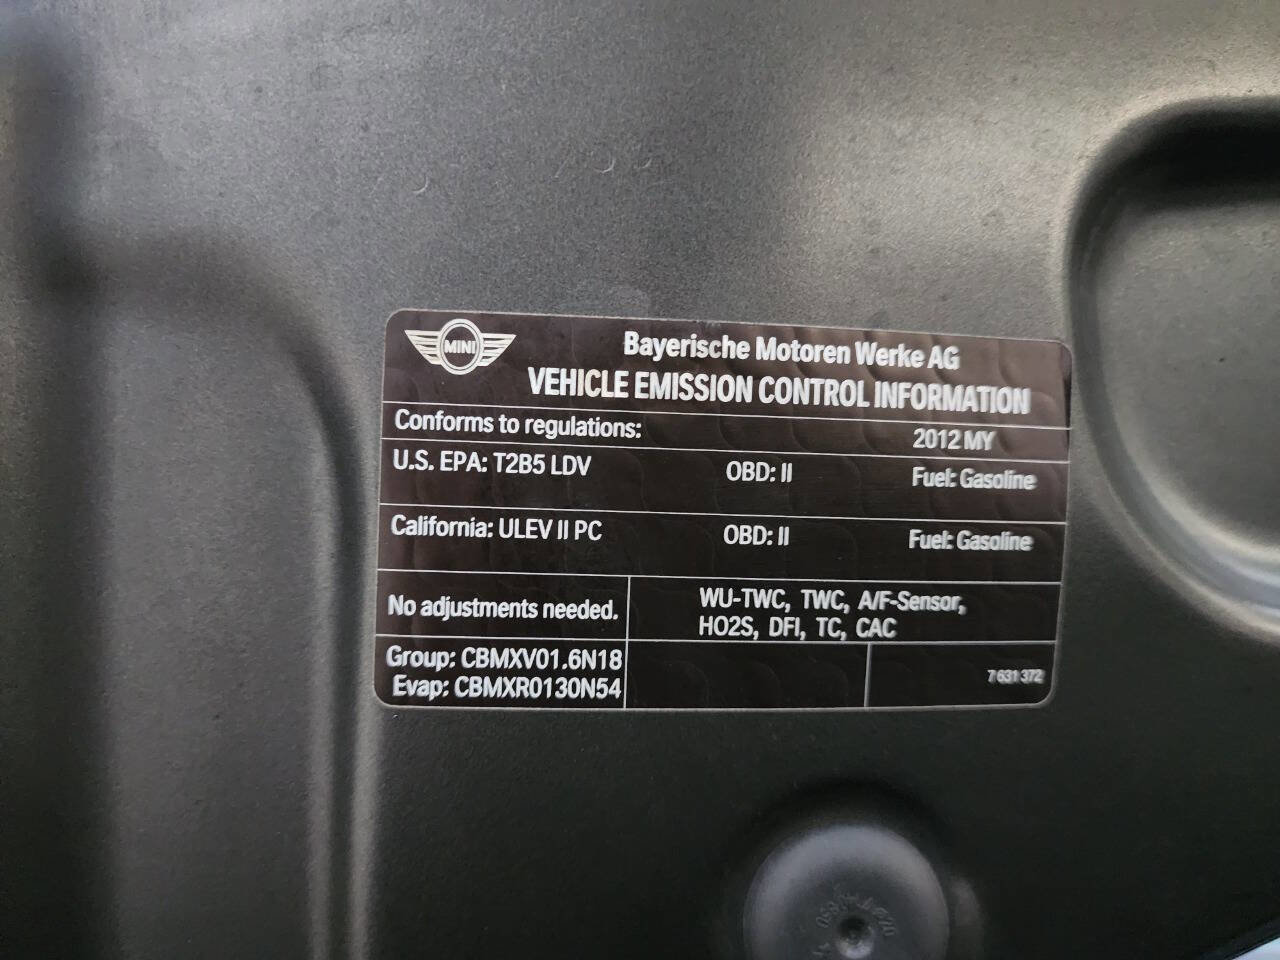 MINI
Bayerische Motoren Werke AG
VEHICLE EMISSION CONTROL INFORMATION
Conforms to regulations: 2012 MY
U.S. EPA: T2B5 LDV OBD: II Fuel: Gasoline
California: ULEV II PC OBD: II Fuel: Gasoline
No adjustments needed.
WU-TWC, TWC, A/F-Sensor,
HO2S, DFI, TC, CAC
Group: CBMXV01.6N18
Evap: CBMXR0130N54
7 631 372